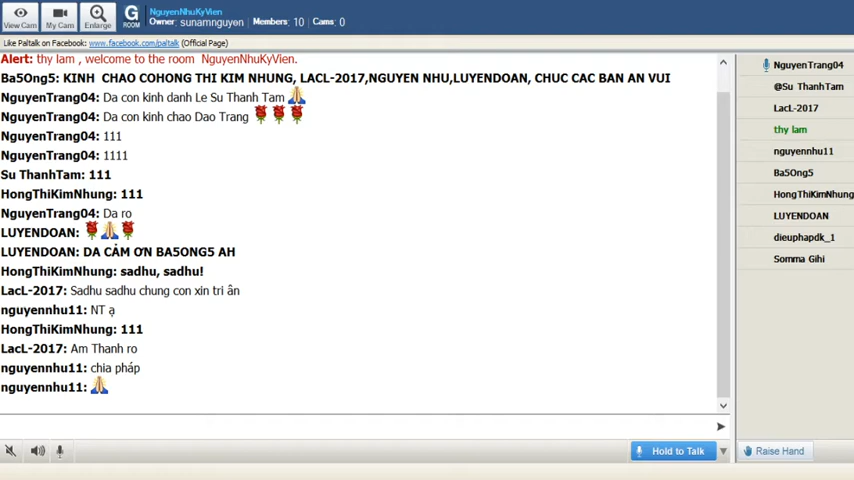 View Cam
My Cam
Enlarge
G
ROOM
NguyenNhuKyVien
Owner: sunamnguyen Members: 10 Cams: 0
Like Paltalk on Facebook: www.facebook.com/paltalk (Official Page)
Alert: thy lam , welcome to the room NguyenNhuKyVien.
Ba5Ong5: KINH CHAO COHONG THI KIM NHUNG, LACL-2017,NGUYEN NHU,LUYENDOAN, CHUC CAC BAN AN VUI
NguyenTrang04: Da con kinh danh Le Su Thanh Tam
NguyenTrang04: Da con kinh chao Dao Trang
NguyenTrang04: 111
NguyenTrang04: 1111
Su ThanhTam: 111
HongThiKimNhung: 111
NguyenTrang04: Da ro
LUYENDOAN:
LUYENDOAN: DA CẢM ƠN BA5ONG5 AH
HongThiKimNhung: sadhu, sadhu!
LacL-2017: Sadhu sadhu chung con xin tri ân
nguyennhu11: NT ạ
HongThiKimNhung: 111
LacL-2017: Am Thanh ro
nguyennhu11: chia pháp
nguyennhu11:
Hold to Talk
NguyenTrang04
@Su ThanhTam
LacL-2017
thy lam
nguyennhu11
Ba5Ong5
HongThiKimNhung
LUYENDOAN
dieuphapdk_1
Somma Gihi
Raise Hand